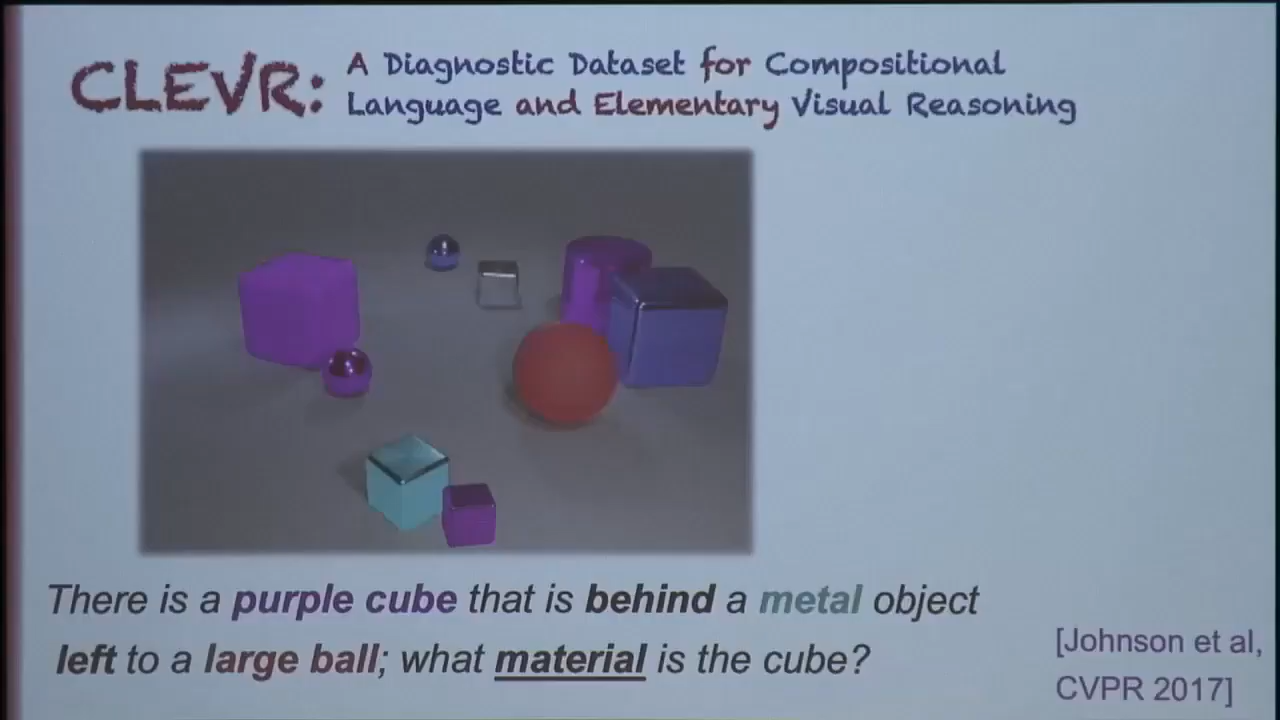 CLEVR: A Diagnostic Dataset for Compositional
Language and Elementary Visual Reasoning
There is a purple cube that is behind a metal object
left to a large ball; what material is the cube?
[Johnson et al,
CVPR 2017]